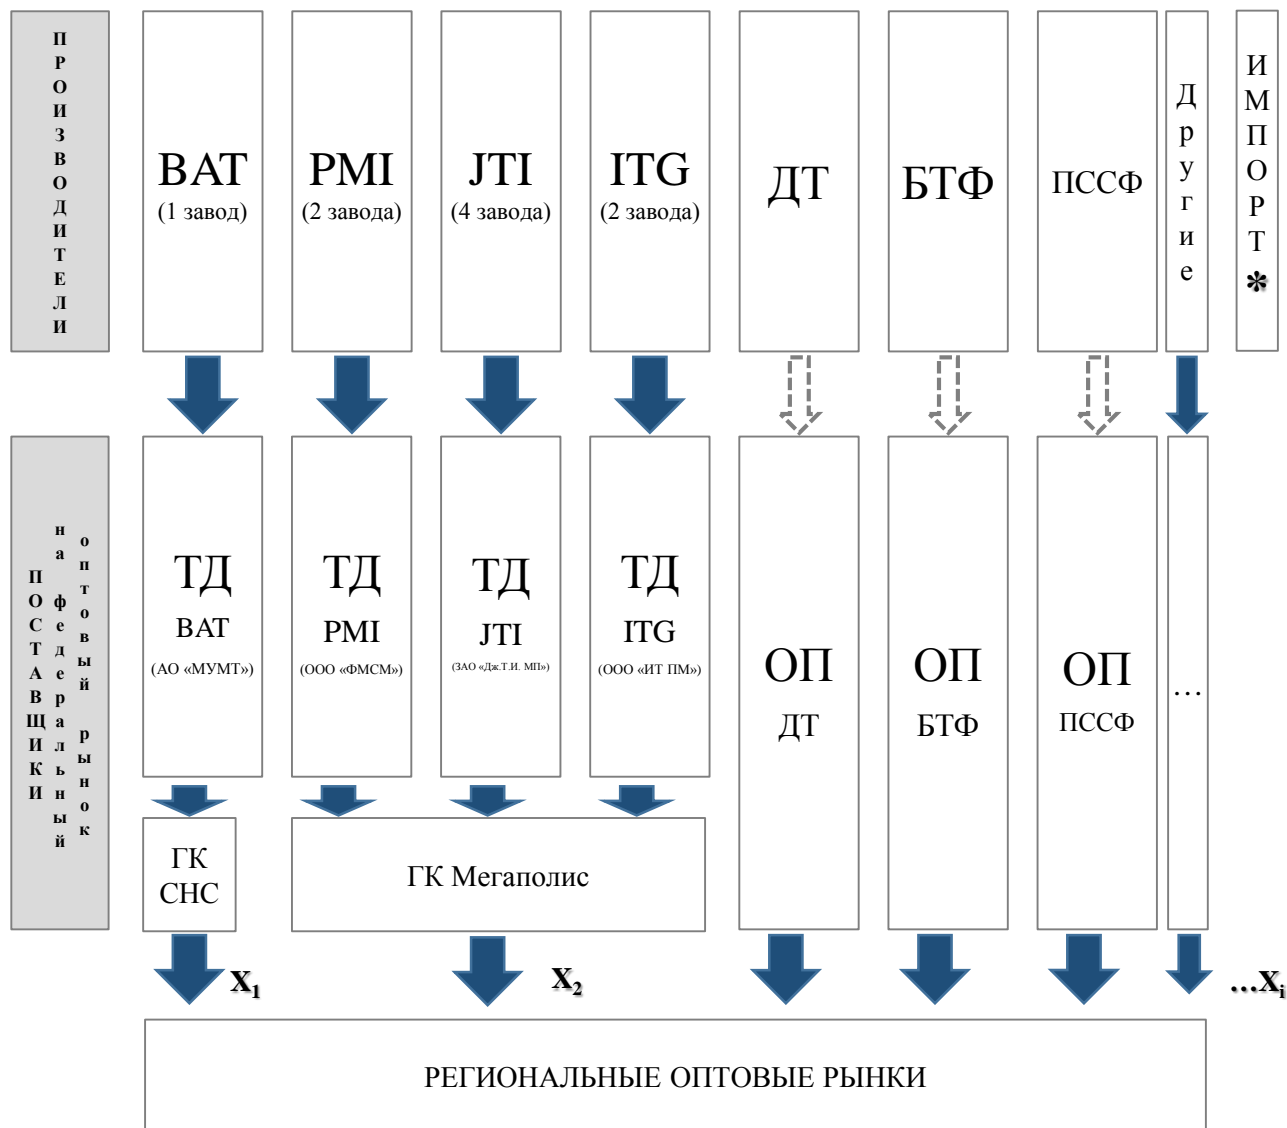 ПРОИЗВОДИТЕЛИ
BAT
(1 завод)
PMI
(2 завода)
JTI
(4 завода)
ITG
(2 завода)
ДТ
БТФ
ПССФ
Другие
ИМПОРТ*
ПОСТАВЩИКИ
на федеральный
оптовый рынок
ТД
BAT
(АО «МУМТ»)
ТД
PMI
(ООО «ФМСМ»)
ТД
JTI
(ЗАО «Дж.Т.И. МП»)
ТД
ITG
(ООО «ИТ ПМ»)
ОП
ДТ
ОП
БТФ
ОП
ПССФ
...
ГК
СНС
ГК Мегаполис
X₁
X₂
...Xᵢ
РЕГИОНАЛЬНЫЕ ОПТОВЫЕ РЫНКИ